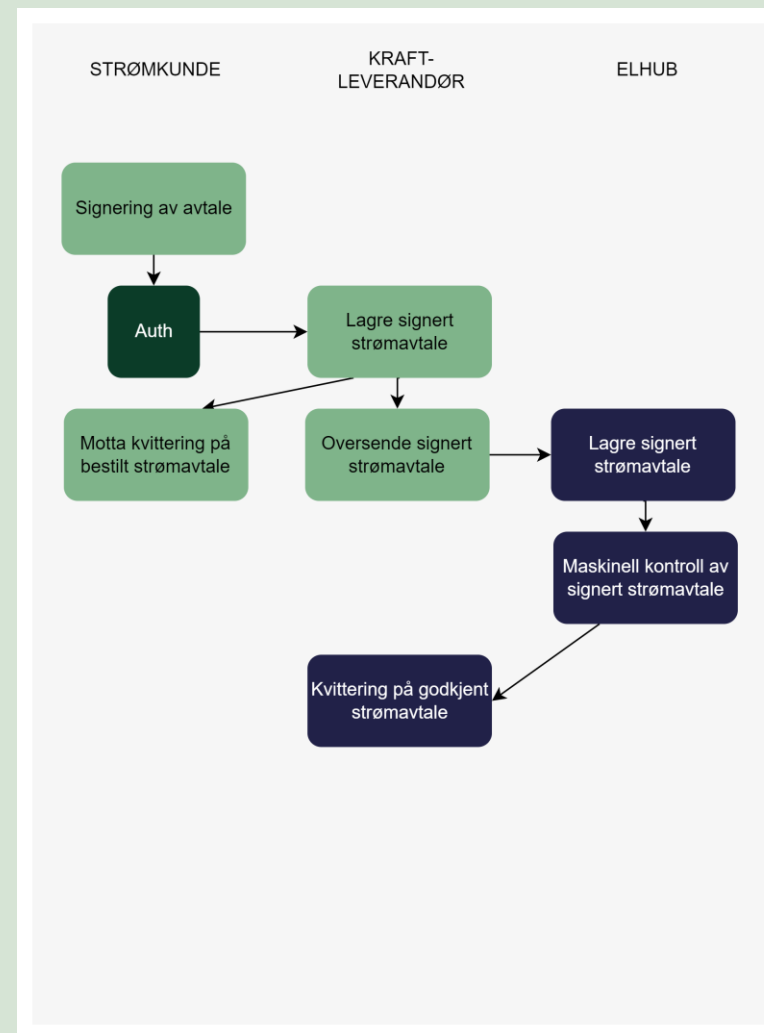 STRØMKUNDE
KRAFT-
LEVERANDØR
ELHUB
Signering av avtale
Auth
Lagre signert
strømavtale
Motta kvittering på
bestilt strømavtale
Oversende signert
strømavtale
Lagre signert
strømavtale
Maskinell kontroll av
signert strømavtale
Kvittering på godkjent
strømavtale